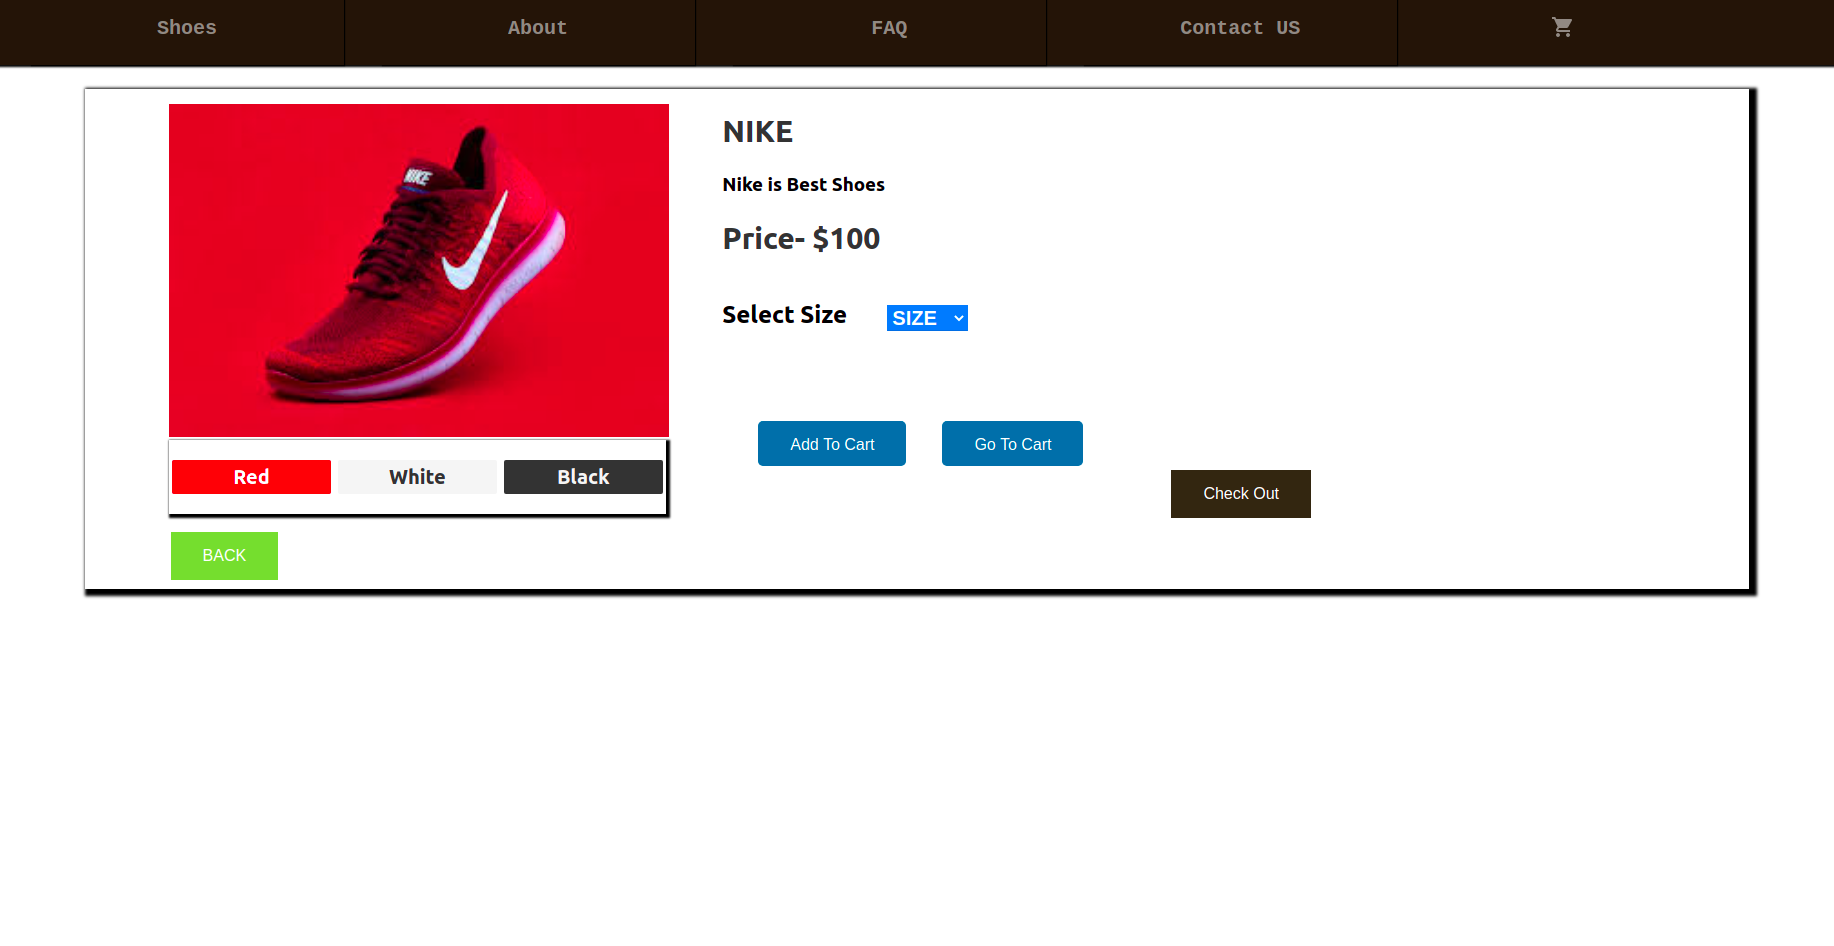 Shoes
About
FAQ
Contact US
NIKE
NIKE
Nike is Best Shoes
Price- $100
Select Size
SIZE
Add To Cart
Go To Cart
Red
White
Black
Check Out
BACK